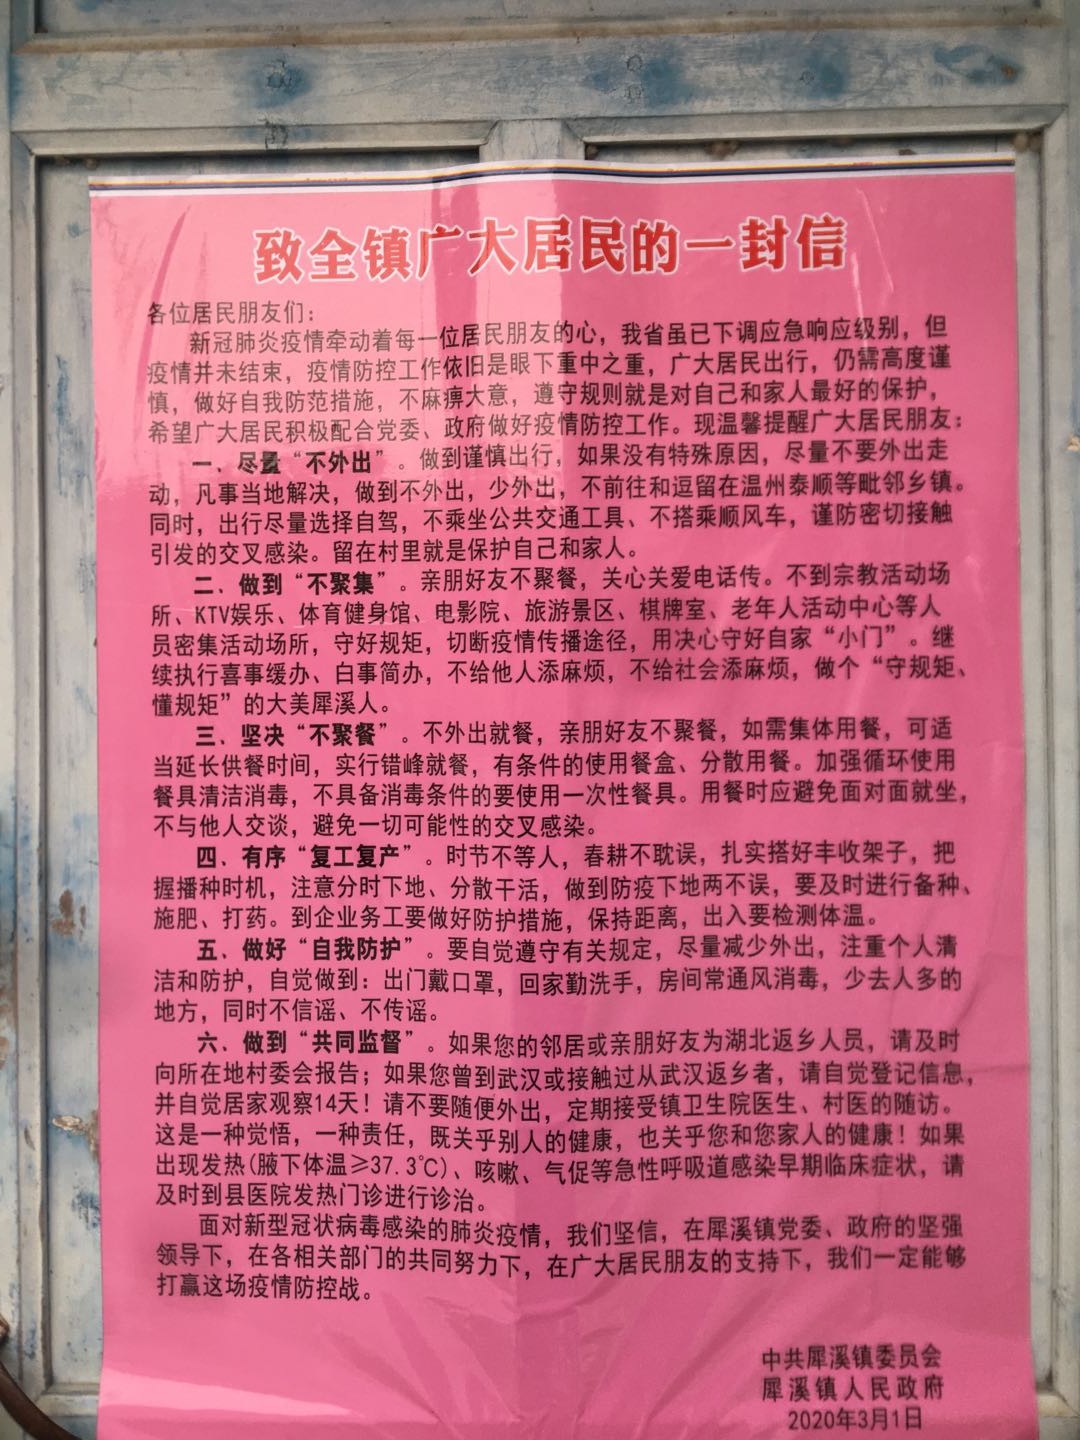 致全镇广大居民的一封信
各位居民朋友们：
新冠肺炎疫情牵动着每一位居民朋友的心，我省虽已下调应急响应级别，但
疫情并未结束，疫情防控工作依旧是眼下重中之重，广大居民出行，仍需高度谨
慎，做好自我防范措施，不麻痹大意，遵守规则就是对自己和家人最好的保护，
希望广大居民积极配合党委、政府做好疫情防控工作。现温馨提醒广大居民朋友：
一、尽量“不外出”。做到谨慎出行，如果没有特殊原因，尽量不要外出走
动，凡事当地解决，做到不外出，少外出，不前往和逗留在温州泰顺等毗邻乡镇。
同时，出行尽量选择自驾，不乘坐公共交通工具、不搭乘顺风车，谨防密切接触
引发的交叉感染。留在村里就是保护自己和家人。
二、做到“不聚集”。亲朋好友不聚餐，关心关爱电话传。不到宗教活动场
所、KTV娱乐、体育健身馆、电影院、旅游景区、棋牌室、老年人活动中心等人
员密集活动场所，守好规矩，切断疫情传播途径，用决心守好自家“小门”。继
续执行喜事缓办、白事简办，不给他人添麻烦，不给社会添麻烦，做个“守规矩、
懂规矩”的大美犀溪人。
三、坚决“不聚餐”。不外出就餐，亲朋好友不聚餐，如需集体用餐，可适
当延长供餐时间，实行错峰就餐，有条件的使用餐盒、分散用餐。加强循环使用
餐具清洁消毒，不具备消毒条件的要使用一次性餐具。用餐时应避免面对面就坐，
不与他人交谈，避免一切可能性的交叉感染。
四、有序“复工复产”。时节不等人，春耕不耽误，扎实搭好丰收架子，把
握播种时机，注意分时下地、分散干活，做到防疫下地两不误，要及时进行备种、
施肥、打药。到企业务工要做好防护措施，保持距离，出入要检测体温。
五、做好“自我防护”。要自觉遵守有关规定，尽量减少外出，注重个人清
洁和防护，自觉做到：出门戴口罩，回家勤洗手，房间常通风消毒，少去人多的
地方，同时不信谣、不传谣。
六、做到“共同监督”。如果您的邻居或亲朋好友为湖北返乡人员，请及时
向所在地村委会报告；如果您曾到武汉或接触过从武汉返乡者，请自觉登记信息，
并自觉居家观察14天！请不要随便外出，定期接受镇卫生院医生、村医的随访。
这是一种觉悟，一种责任，既关乎别人的健康，也关乎您和您家人的健康！如果
出现发热(腋下体温≥37.3℃)、咳嗽、气促等急性呼吸道感染早期临床症状，请
及时到县医院发热门诊进行诊治。
面对新型冠状病毒感染的肺炎疫情，我们坚信，在犀溪镇党委、政府的坚强
领导下，在各相关部门的共同努力下，在广大居民朋友的支持下，我们一定能够
打赢这场疫情防控战。
中共犀溪镇委员会
犀溪镇人民政府
2020年3月1日